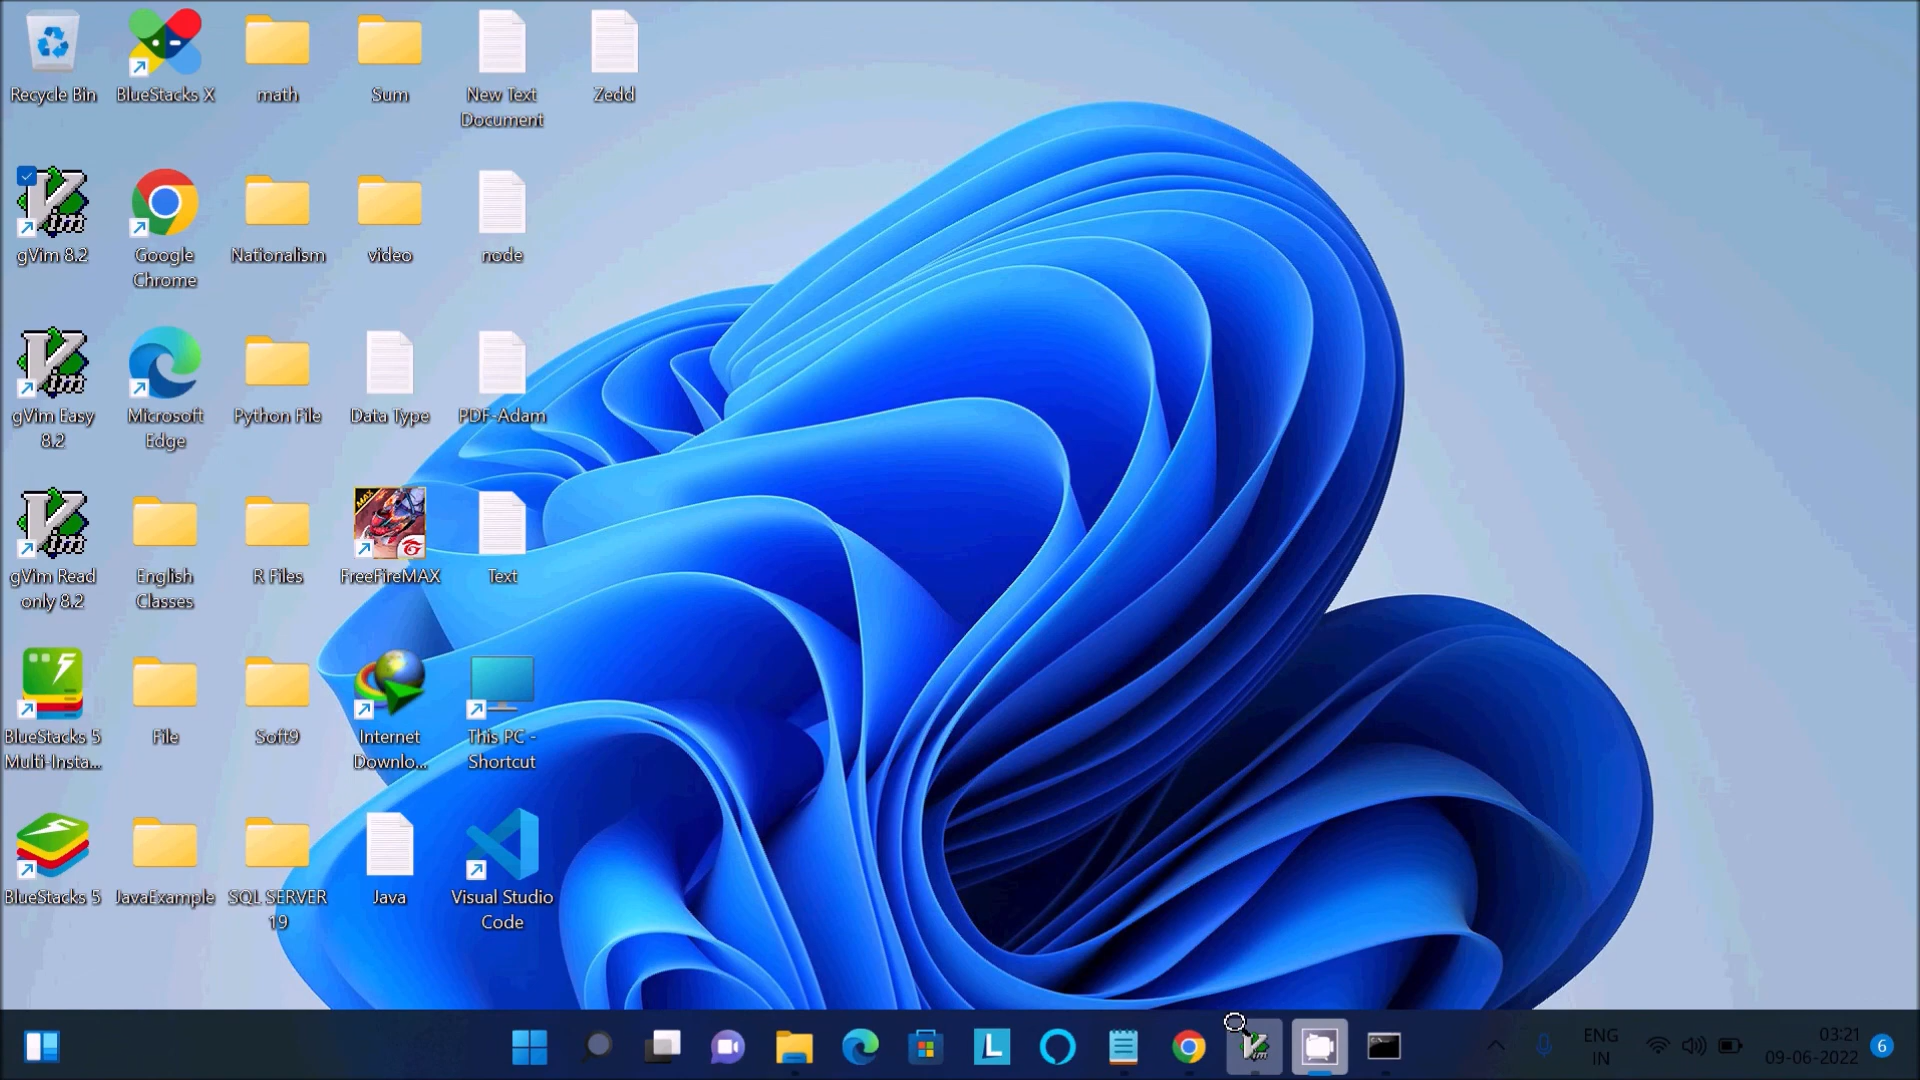 Recycle Bin
BlueStacks X
math
Sum
New Text
Document
Zedd
gVim 8.2
Google
Chrome
Nationalism
video
node
gVim Easy
8.2
Microsoft
Edge
Python File
Data Type
PDF-Adam
gVim Read
only 8.2
English
Classes
R Files
MAX
FreeFireMAX
Text
BlueStacks 5
Multi-Insta...
File
Soft9
Internet
Downlo...
This PC -
Shortcut
BlueStacks 5
JavaExample
SQL SERVER
19
Java
Visual Studio
Code
ENG
IN
03:21
09-06-2022
6